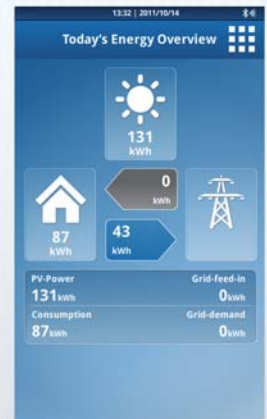 13:32 | 2011/10/14
Today's Energy Overview
131
kWh
0
kWh
87
kWh
43
kWh
PV-Power
Grid-feed-in
131kWh
0kWh
Consumption
Grid-demand
87kWh
0kWh